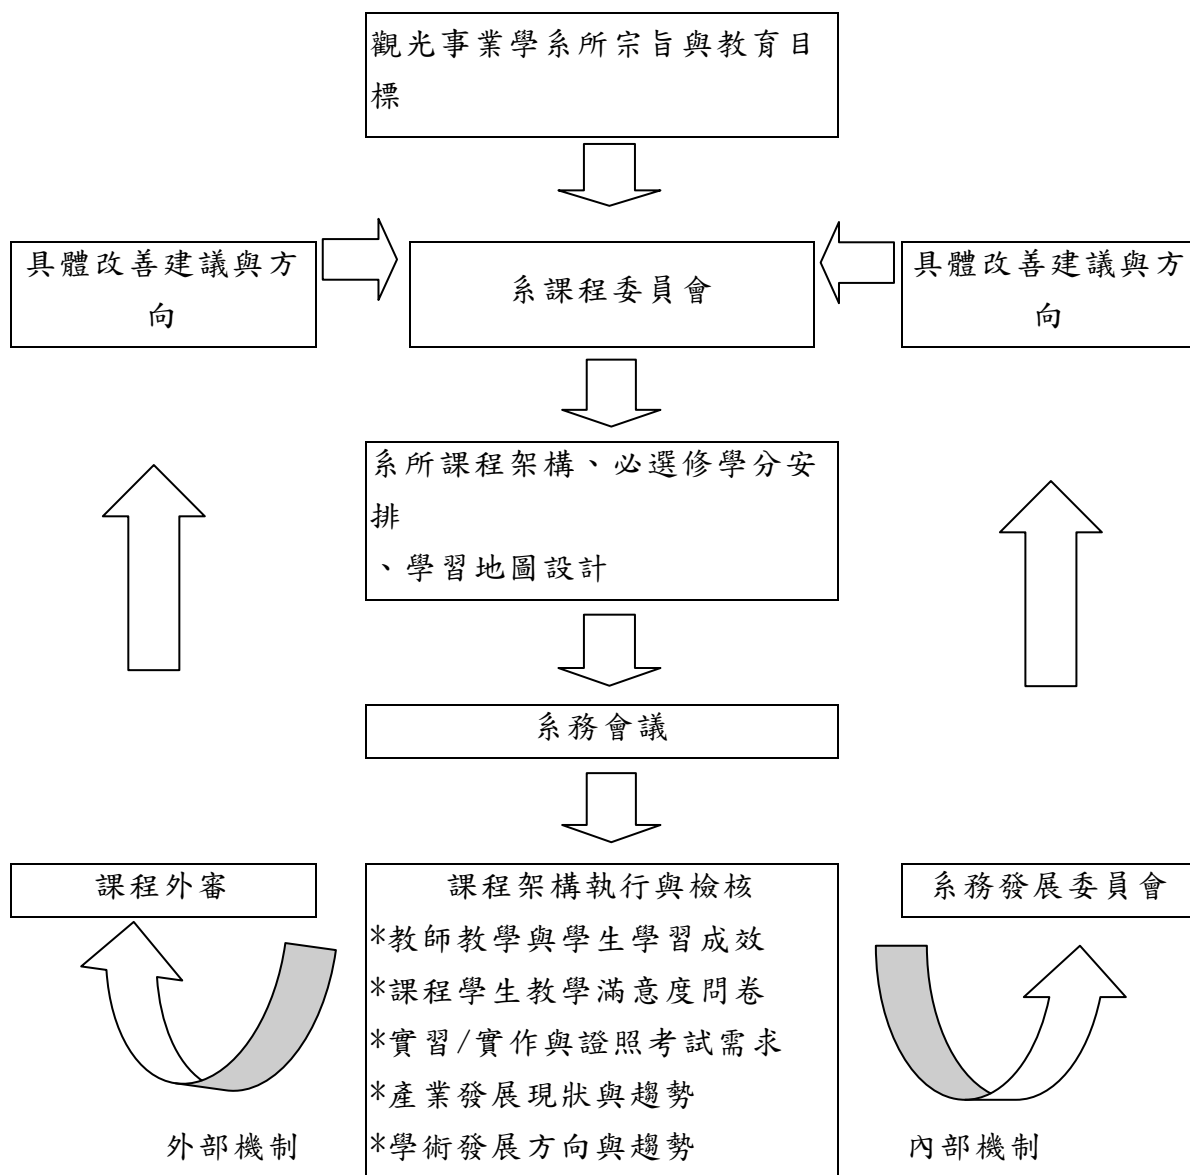 觀光事業學系所宗旨與教育目
標
具體改善建議與方
向
系課程委員會
具體改善建議與方
向
系所課程架構、必選修學分安
排
、學習地圖設計
系務會議
課程外審
課程架構執行與檢核
*教師教學與學生學習成效
*課程學生教學滿意度問卷
*實習/實作與證照考試需求
*產業發展現狀與趨勢
*學術發展方向與趨勢
系務發展委員會
外部機制
內部機制